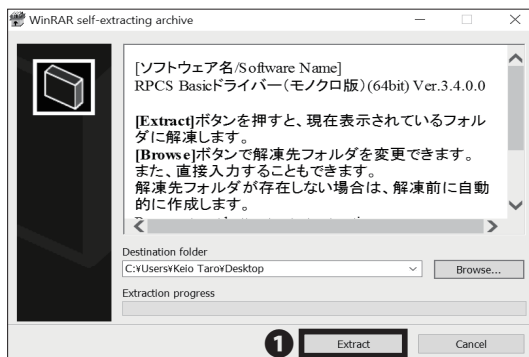 WinRAR self-extracting archive
[ソフトウェア名/Software Name]
RPCS Basicドライバー(モノクロ版)(64bit) Ver.3.4.0.0
[Extract]ボタンを押すと、現在表示されているフォル
ダに解凍します。
[Browse]ボタンで解凍先フォルダを変更できます。
また、直接入力することもできます。
解凍先フォルダが存在しない場合は、解凍前に自動
的に作成します。
Destination folder
C:¥Users¥Keio Taro¥Desktop
Browse...
Extraction progress
1 Extract Cancel